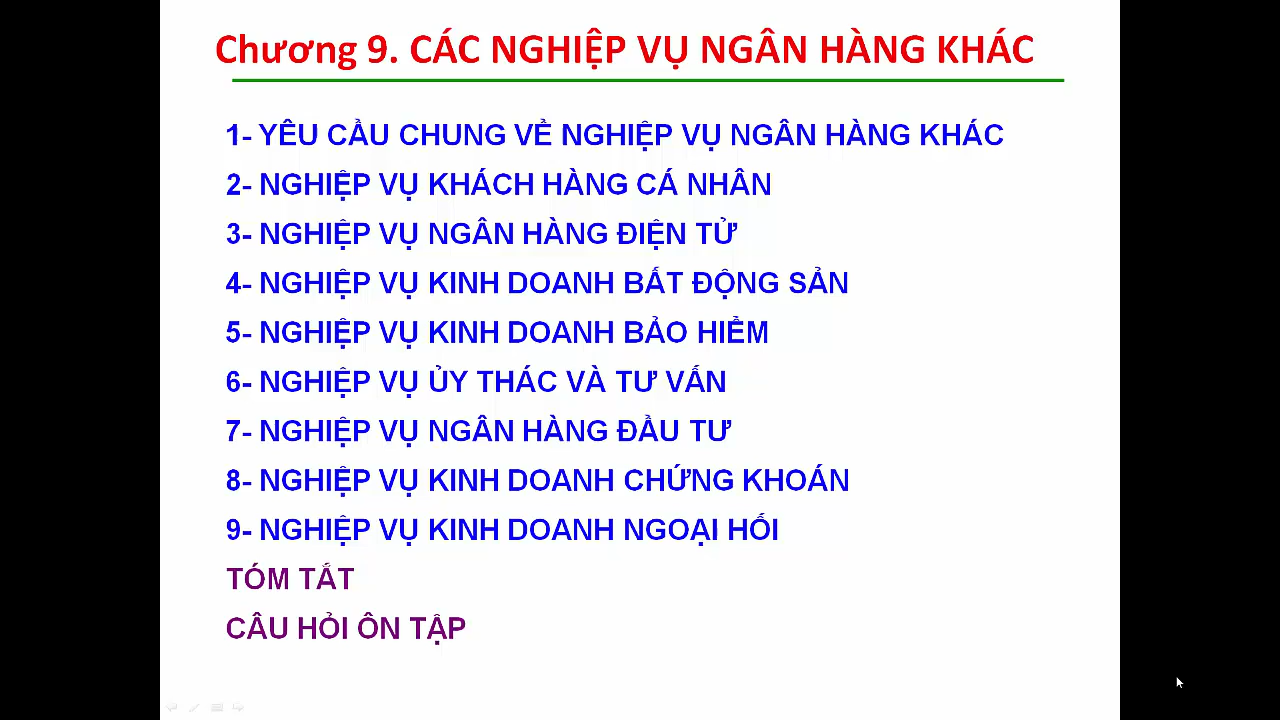 Chương 9. CÁC NGHIỆP VỤ NGÂN HÀNG KHÁC
1- YÊU CẦU CHUNG VỀ NGHIỆP VỤ NGÂN HÀNG KHÁC
2- NGHIỆP VỤ KHÁCH HÀNG CÁ NHÂN
3- NGHIỆP VỤ NGÂN HÀNG ĐIỆN TỬ
4- NGHIỆP VỤ KINH DOANH BẤT ĐỘNG SẢN
5- NGHIỆP VỤ KINH DOANH BẢO HIỂM
6- NGHIỆP VỤ ỦY THÁC VÀ TƯ VẤN
7- NGHIỆP VỤ NGÂN HÀNG ĐẦU TƯ
8- NGHIỆP VỤ KINH DOANH CHỨNG KHOÁN
9- NGHIỆP VỤ KINH DOANH NGOẠI HỐI
TÓM TẮT
CÂU HỎI ÔN TẬP